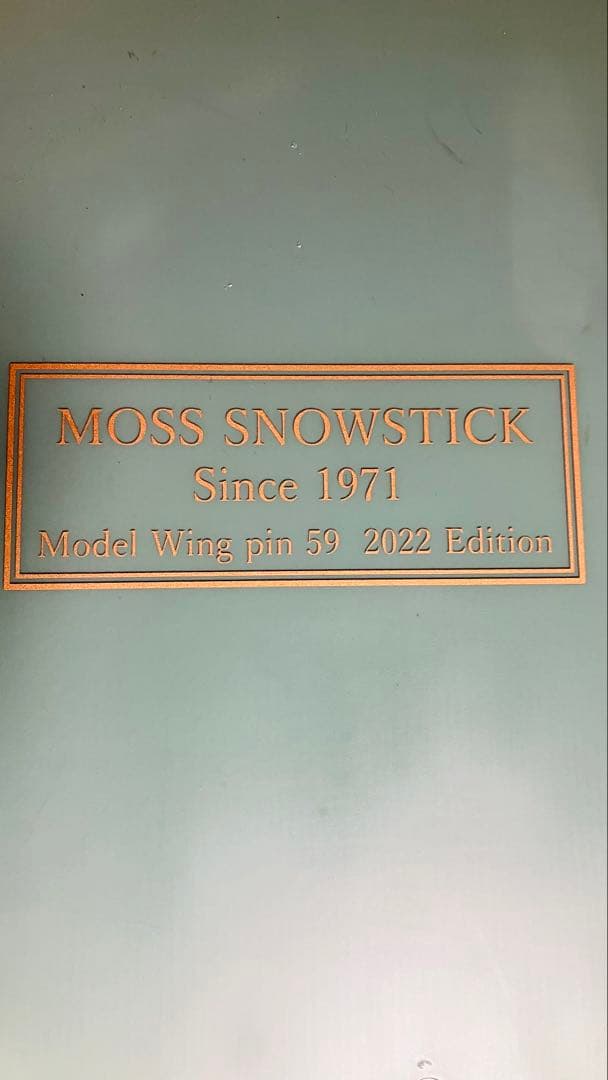 MOSS SNOWSTICK
Since 1971
Model Wing pin 59 2022 Edition